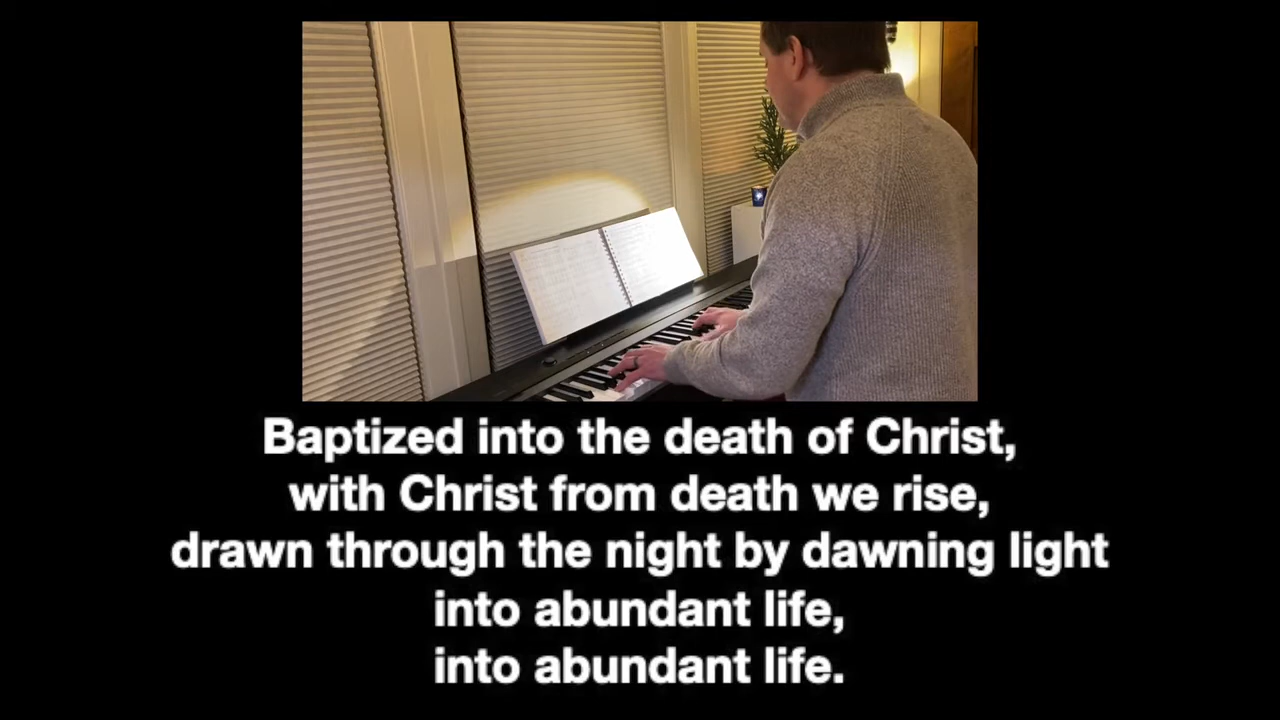 Baptized into the death of Christ,
with Christ from death we rise,
drawn through the night by dawning light
into abundant life,
into abundant life.